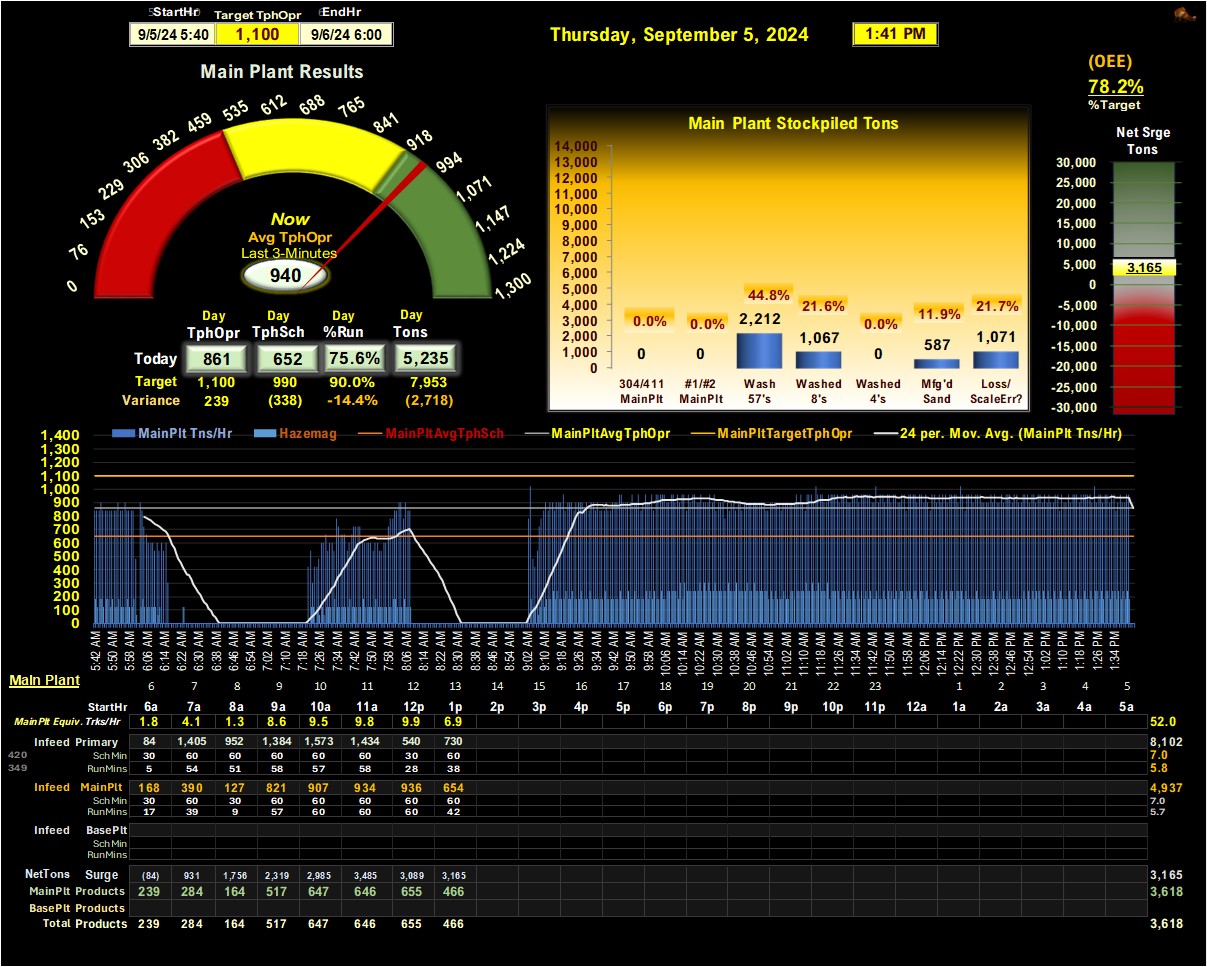 StartHr Target TphOpr EndHr
9/5/24 5:40 1,100 9/6/24 6:00
Thursday, September 5, 2024 1:41 PM
(OEE)
78.2%
%Target
Main Plant Results
0 76 153 229 306 382 459 535 612 688 765 841 918 994 1,071 1,147 1,224 1,300
Now
Avg TphOpr
Last 3-Minutes
940
Day Day Day Day
TphOpr TphSch %Run Tons
Today 861 652 75.6% 5,235
Target 1,100 990 90.0% 7,953
Variance 239 (338) -14.4% (2,718)
Main Plant Stockpiled Tons
14,000
13,000
12,000
11,000
10,000
9,000
8,000
7,000
6,000
5,000
4,000
3,000
2,000
1,000
0
0.0% 0.0% 44.8% 21.6% 0.0% 11.9% 21.7%
0 0 2,212 1,067 0 587 1,071
304/411 #1/#2 Wash Washed Washed Mfg'd Loss/
MainPlt MainPlt 57's 8's 4's Sand ScaleErr?
Net Srge
Tons
30,000
25,000
20,000
15,000
10,000
5,000
0
-5,000
-10,000
-15,000
-20,000
-25,000
-30,000
3,165
MainPlt Tns/Hr Hazemag MainPltAvgTphSch MainPltAvgTphOpr MainPltTargetTphOpr 24 per. Mov. Avg. (MainPlt Tns/Hr)
1,400
1,300
1,200
1,100
1,000
900
800
700
600
500
400
300
200
100
0
5:42 AM 5:50 AM 5:58 AM 6:06 AM 6:14 AM 6:22 AM 6:30 AM 6:38 AM 6:46 AM 6:54 AM 7:02 AM 7:10 AM 7:18 AM 7:26 AM 7:34 AM 7:42 AM 7:50 AM 7:58 AM 8:06 AM 8:14 AM 8:22 AM 8:30 AM 8:38 AM 8:46 AM 8:54 AM 9:02 AM 9:10 AM 9:18 AM 9:26 AM 9:34 AM 9:42 AM 9:50 AM 9:58 AM 10:06 AM 10:14 AM 10:22 AM 10:30 AM 10:38 AM 10:46 AM 10:54 AM 11:02 AM 11:10 AM 11:18 AM 11:26 AM 11:34 AM 11:42 AM 11:50 AM 11:58 AM 12:06 PM 12:14 PM 12:22 PM 12:30 PM 12:38 PM 12:46 PM 12:54 PM 1:02 PM 1:10 PM 1:18 PM 1:26 PM 1:34 PM
Main Plant
6 7 8 9 10 11 12 13 14 15 16 17 18 19 20 21 22 23 1 2 3 4 5
StartHr 6a 7a 8a 9a 10a 11a 12p 1p 2p 3p 4p 5p 6p 7p 8p 9p 10p 11p 12a 1a 2a 3a 4a 5a
MainPlt Equiv. Trks/Hr 1.8 4.1 1.3 8.6 9.5 9.8 9.9 6.9 52.0
Infeed Primary 84 1,405 952 1,384 1,573 1,434 540 730 8,102
420 SchMin 30 60 60 60 60 60 30 60 7.0
349 RunMins 5 54 51 58 57 58 28 38 5.8
Infeed MainPlt 168 390 127 821 907 934 936 654 4,937
SchMin 30 60 30 60 60 60 60 60 7.0
RunMins 17 39 9 57 60 60 60 42 5.7
Infeed BasePlt
SchMin
RunMins
NetTons Surge (84) 931 1,756 2,319 2,985 3,485 3,089 3,165 3,165
MainPlt Products 239 284 164 517 647 646 655 466 3,618
BasePlt Products
Total Products 239 284 164 517 647 646 655 466 3,618